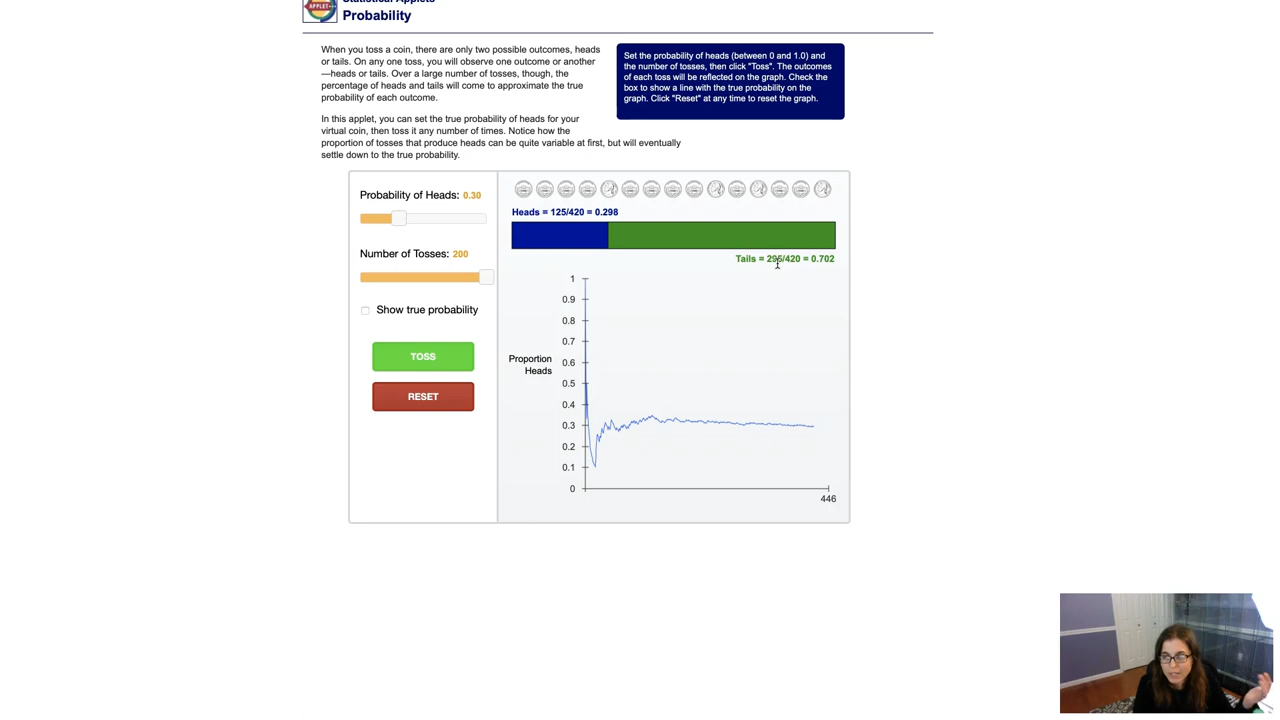 Statistical Applets
APPLET
Probability
When you toss a coin, there are only two possible outcomes, heads
or tails. On any one toss, you will observe one outcome or another
—heads or tails. Over a large number of tosses, though, the
percentage of heads and tails will come to approximate the true
probability of each outcome.
In this applet, you can set the true probability of heads for your
virtual coin, then toss it any number of times. Notice how the
proportion of tosses that produce heads can be quite variable at first, but will eventually
settle down to the true probability.
Set the probability of heads (between 0 and 1.0) and
the number of tosses, then click "Toss". The outcomes
of each toss will be reflected on the graph. Check the
box to show a line with the true probability on the
graph. Click "Reset" at any time to reset the graph.
Probability of Heads: 0.30
Number of Tosses: 200
Show true probability
TOSS
RESET
Heads = 125/420 = 0.298
Tails = 295/420 = 0.702
1
0.9
0.8
0.7
0.6
0.5
0.4
0.3
0.2
0.1
0
Proportion
Heads
446